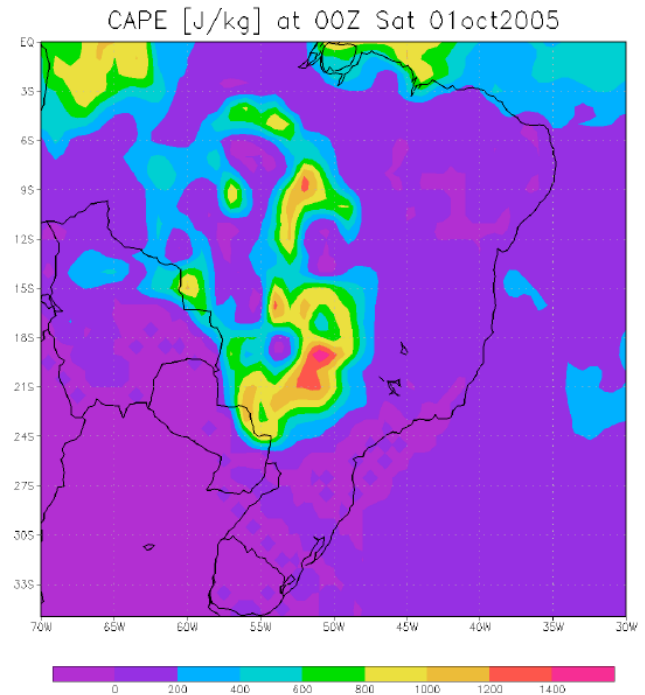 CAPE [J/kg] at 00Z Sat 01oct2005
EQ
3S
6S
9S
12S
15S
18S
21S
24S
27S
30S
33S
70W 65W 60W 55W 50W 45W 40W 35W 30W
0 200 400 600 800 1000 1200 1400